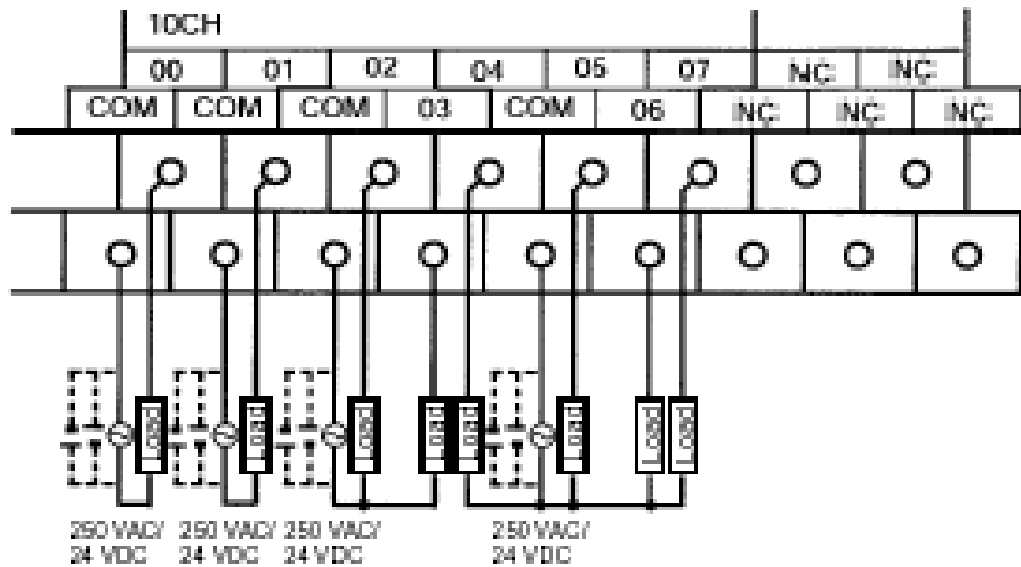 10CH
00 01 02 04 05 07 NC NC
COM COM COM 03 COM 06 NC NC NC
Load Load Load Load Load Load Load Load
250 VAC/ 250 VAC/ 250 VAC/ 250 VAC/
24 VDC 24 VDC 24 VDC 24 VDC